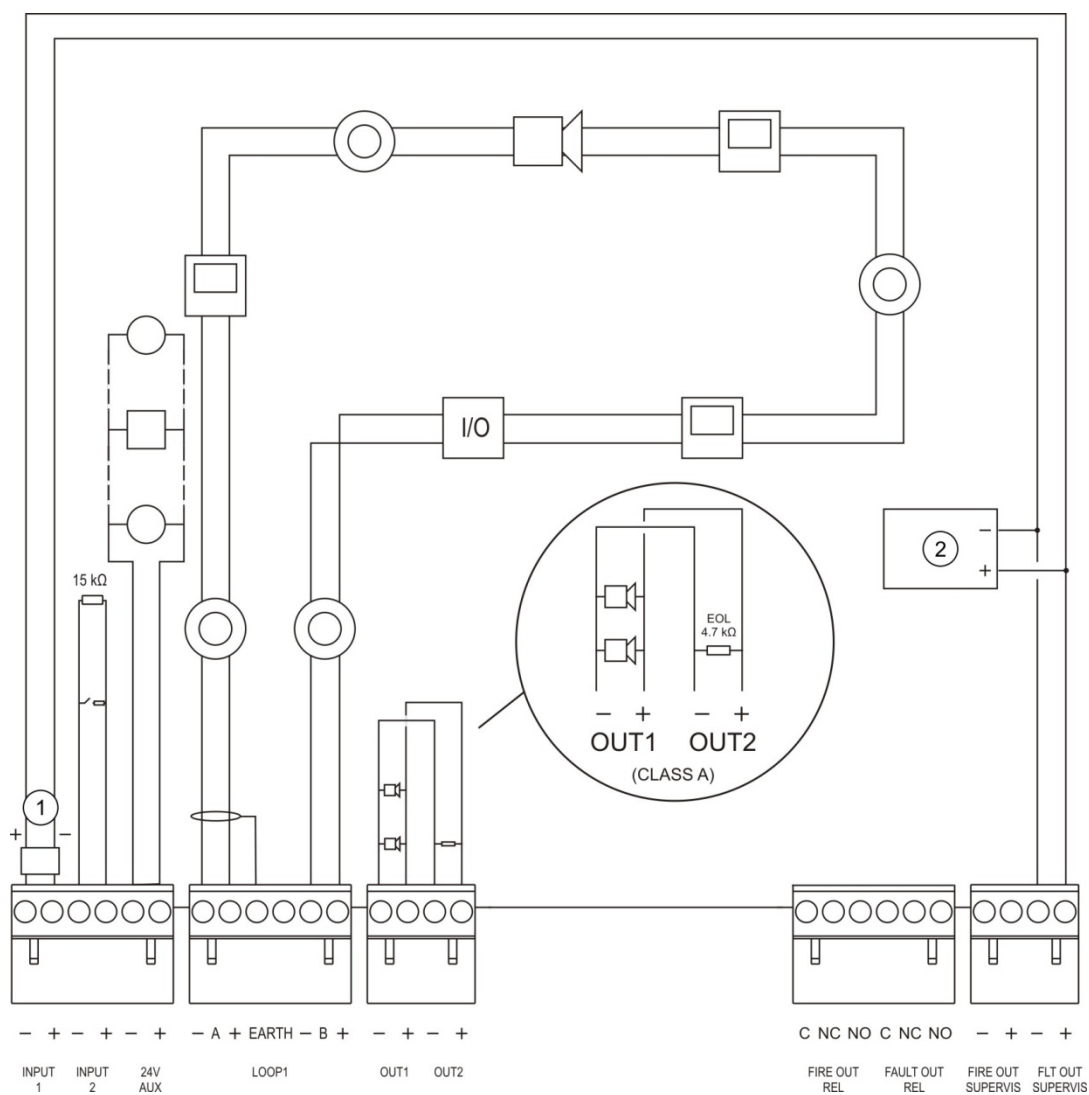 I/O
2
−
+
15 kΩ
EOL
4.7 kΩ
− + − +
OUT1 OUT2
(CLASS A)
1
+ −
− + − + − + − A + EARTH − B + − + − + C NC NO C NC NO − + − +
INPUT 1
INPUT 2
24V AUX
LOOP1
OUT1
OUT2
FIRE OUT REL
FAULT OUT REL
FIRE OUT SUPERVIS
FLT OUT SUPERVIS